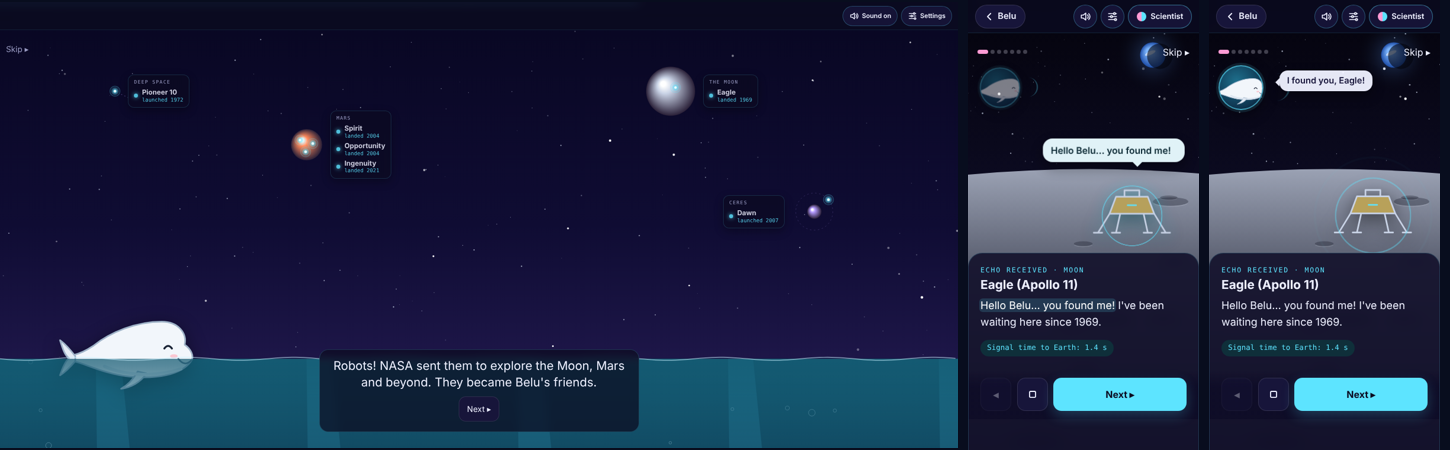 Sound on
Settings
Skip ▸
DEEP SPACE
Pioneer 10
launched 1972
MARS
Spirit
landed 2004
Opportunity
landed 2004
Ingenuity
landed 2021
THE MOON
Eagle
landed 1969
CERES
Dawn
launched 2007
Robots! NASA sent them to explore the Moon, Mars
and beyond. They became Belu's friends.
Next ▸
Belu
Scientist
Skip ▸
Hello Belu... you found me!
ECHO RECEIVED · MOON
Eagle (Apollo 11)
Hello Belu... you found me! I've been
waiting here since 1969.
Signal time to Earth: 1.4 s
Next ▸
Belu
Scientist
Skip ▸
I found you, Eagle!
ECHO RECEIVED · MOON
Eagle (Apollo 11)
Hello Belu... you found me! I've been
waiting here since 1969.
Signal time to Earth: 1.4 s
Next ▸